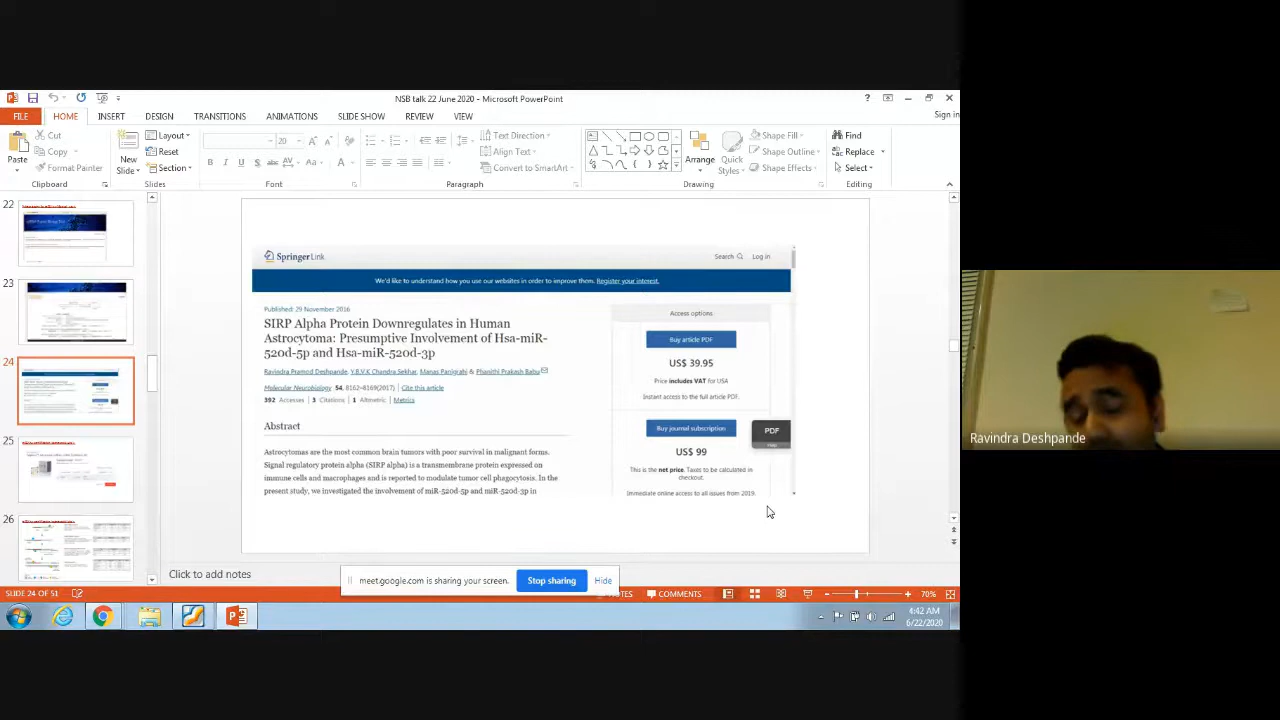 NSB talk 22 June 2020 - Microsoft PowerPoint
Sign in
FILE HOME INSERT DESIGN TRANSITIONS ANIMATIONS SLIDE SHOW REVIEW VIEW
Paste
Cut
Copy
Format Painter
Clipboard
New Slide
Layout
Reset
Section
Slides
20
Font
Text Direction
Align Text
Convert to SmartArt
Paragraph
Arrange
Quick Styles
Shape Fill
Shape Outline
Shape Effects
Drawing
Find
Replace
Select
Editing
22
23
24
25
26
SpringerLink
Search
Log in
We'd like to understand how you use our websites in order to improve them. Register your interest.
Published: 29 November 2016
SIRP Alpha Protein Downregulates in Human
Astrocytoma: Presumptive Involvement of Hsa-miR-
520d-5p and Hsa-miR-520d-3p
Ravindra Pramod Deshpande, Y.B.V.K. Chandra Sekhar, Manas Panigrahi & Phanithi Prakash Babu
Molecular Neurobiology 54, 8162–8169(2017) Cite this article
392 Accesses 3 Citations 1 Altmetric Metrics
Abstract
Astrocytomas are the most common brain tumors with poor survival in malignant forms.
Signal regulatory protein alpha (SIRP alpha) is a transmembrane protein expressed on
immune cells and macrophages and is reported to modulate tumor cell phagocytosis. In the
present study, we investigated the involvement of miR-520d-5p and miR-520d-3p in
Access options
Buy article PDF
US$ 39.95
Price includes VAT for USA
Instant access to the full article PDF.
Buy journal subscription
PDF
US$ 99
This is the net price. Taxes to be calculated in
checkout.
Immediate online access to all issues from 2019.
Click to add notes
meet.google.com is sharing your screen.
Stop sharing
Hide
SLIDE 24 OF 51
COMMENTS
70%
4:42 AM
6/22/2020
Ravindra Deshpande